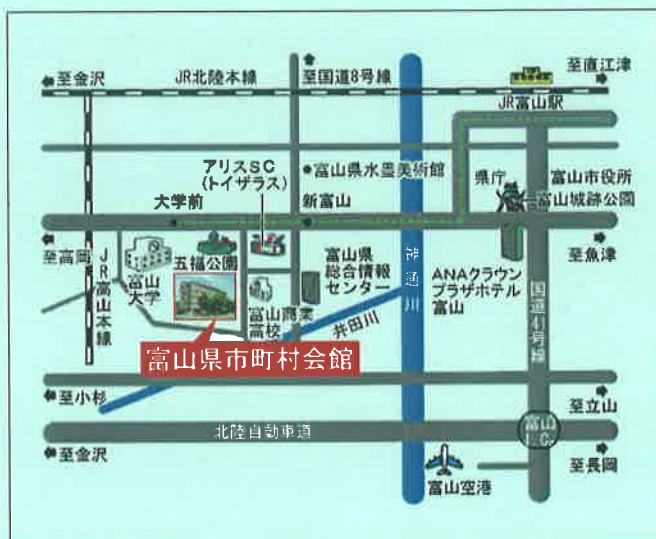 至金沢
JR北陸本線
至国道8号線
至直江津
JR富山駅
アリスSC
(トイザラス)
富山県水墨美術館
県庁
富山市役所
富山城跡公園
大学前
新富山
至高岡
JR高山本線
富山
大学
五福公園
富山県
総合情報
センター
富山商業
高校
井田川
神通川
ANAクラウン
プラザホテル
富山
国道41号線
至魚津
富山県市町村会館
至小杉
至立山
北陸自動車道
富山
I.C.
至金沢
至長岡
富山空港